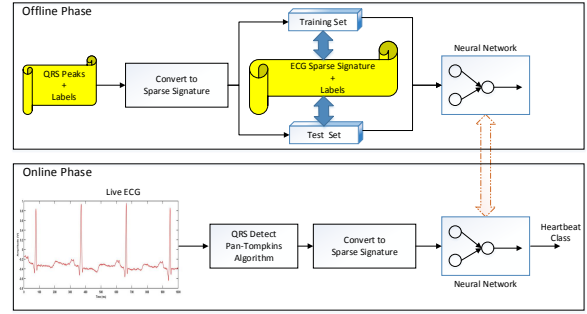 Offline Phase
Training Set
Neural Network
QRS Peaks
+
Labels
Convert to
Sparse Signature
ECG Sparse Signature
+
Labels
Test Set
Online Phase
Live ECG
QRS Detect
Pan-Tompkins
Algorithm
Convert to
Sparse Signature
Heartbeat
Class
Neural Network